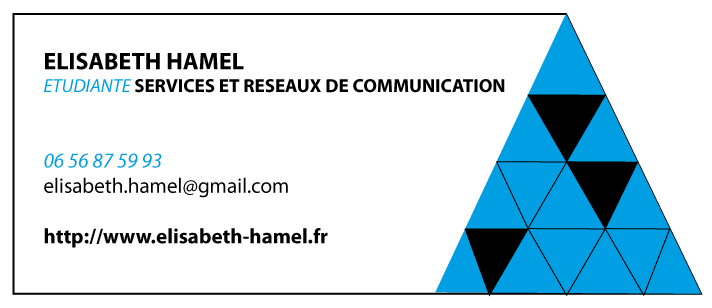 ELISABETH HAMEL
ETUDIANTE SERVICES ET RESEAUX DE COMMUNICATION
06 56 87 59 93
elisabeth.hamel@gmail.com
http://www.elisabeth-hamel.fr